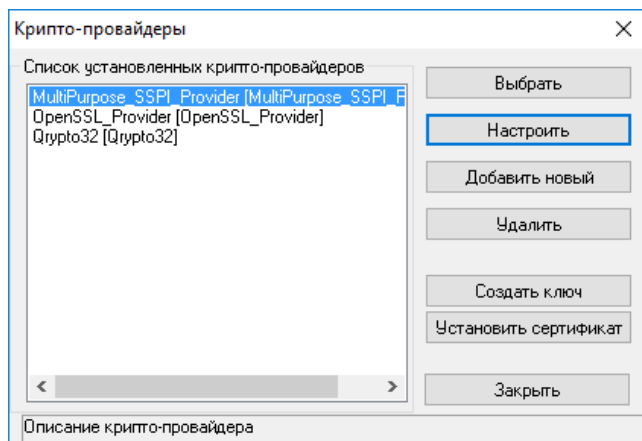 Крипто-провайдеры
Список установленных крипто-провайдеров
MultiPurpose_SSPI_Provider [MultiPurpose_SSPI_F
OpenSSL_Provider [OpenSSL_Provider]
Qrypto32 [Qrypto32]
Выбрать
Настроить
Добавить новый
Удалить
Создать ключ
Установить сертификат
Закрыть
Описание крипто-провайдера